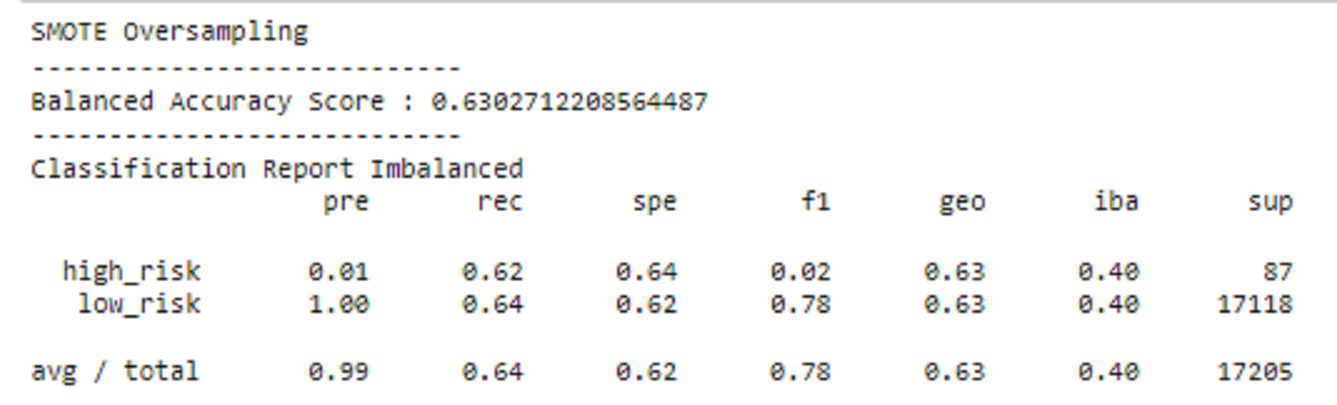 SMOTE Oversampling
----------------------------
Balanced Accuracy Score : 0.6302712208564487
----------------------------
Classification Report Imbalanced
pre rec spe f1 geo iba sup
high_risk 0.01 0.62 0.64 0.02 0.63 0.40 87
low_risk 1.00 0.64 0.62 0.78 0.63 0.40 17118
avg / total 0.99 0.64 0.62 0.78 0.63 0.40 17205